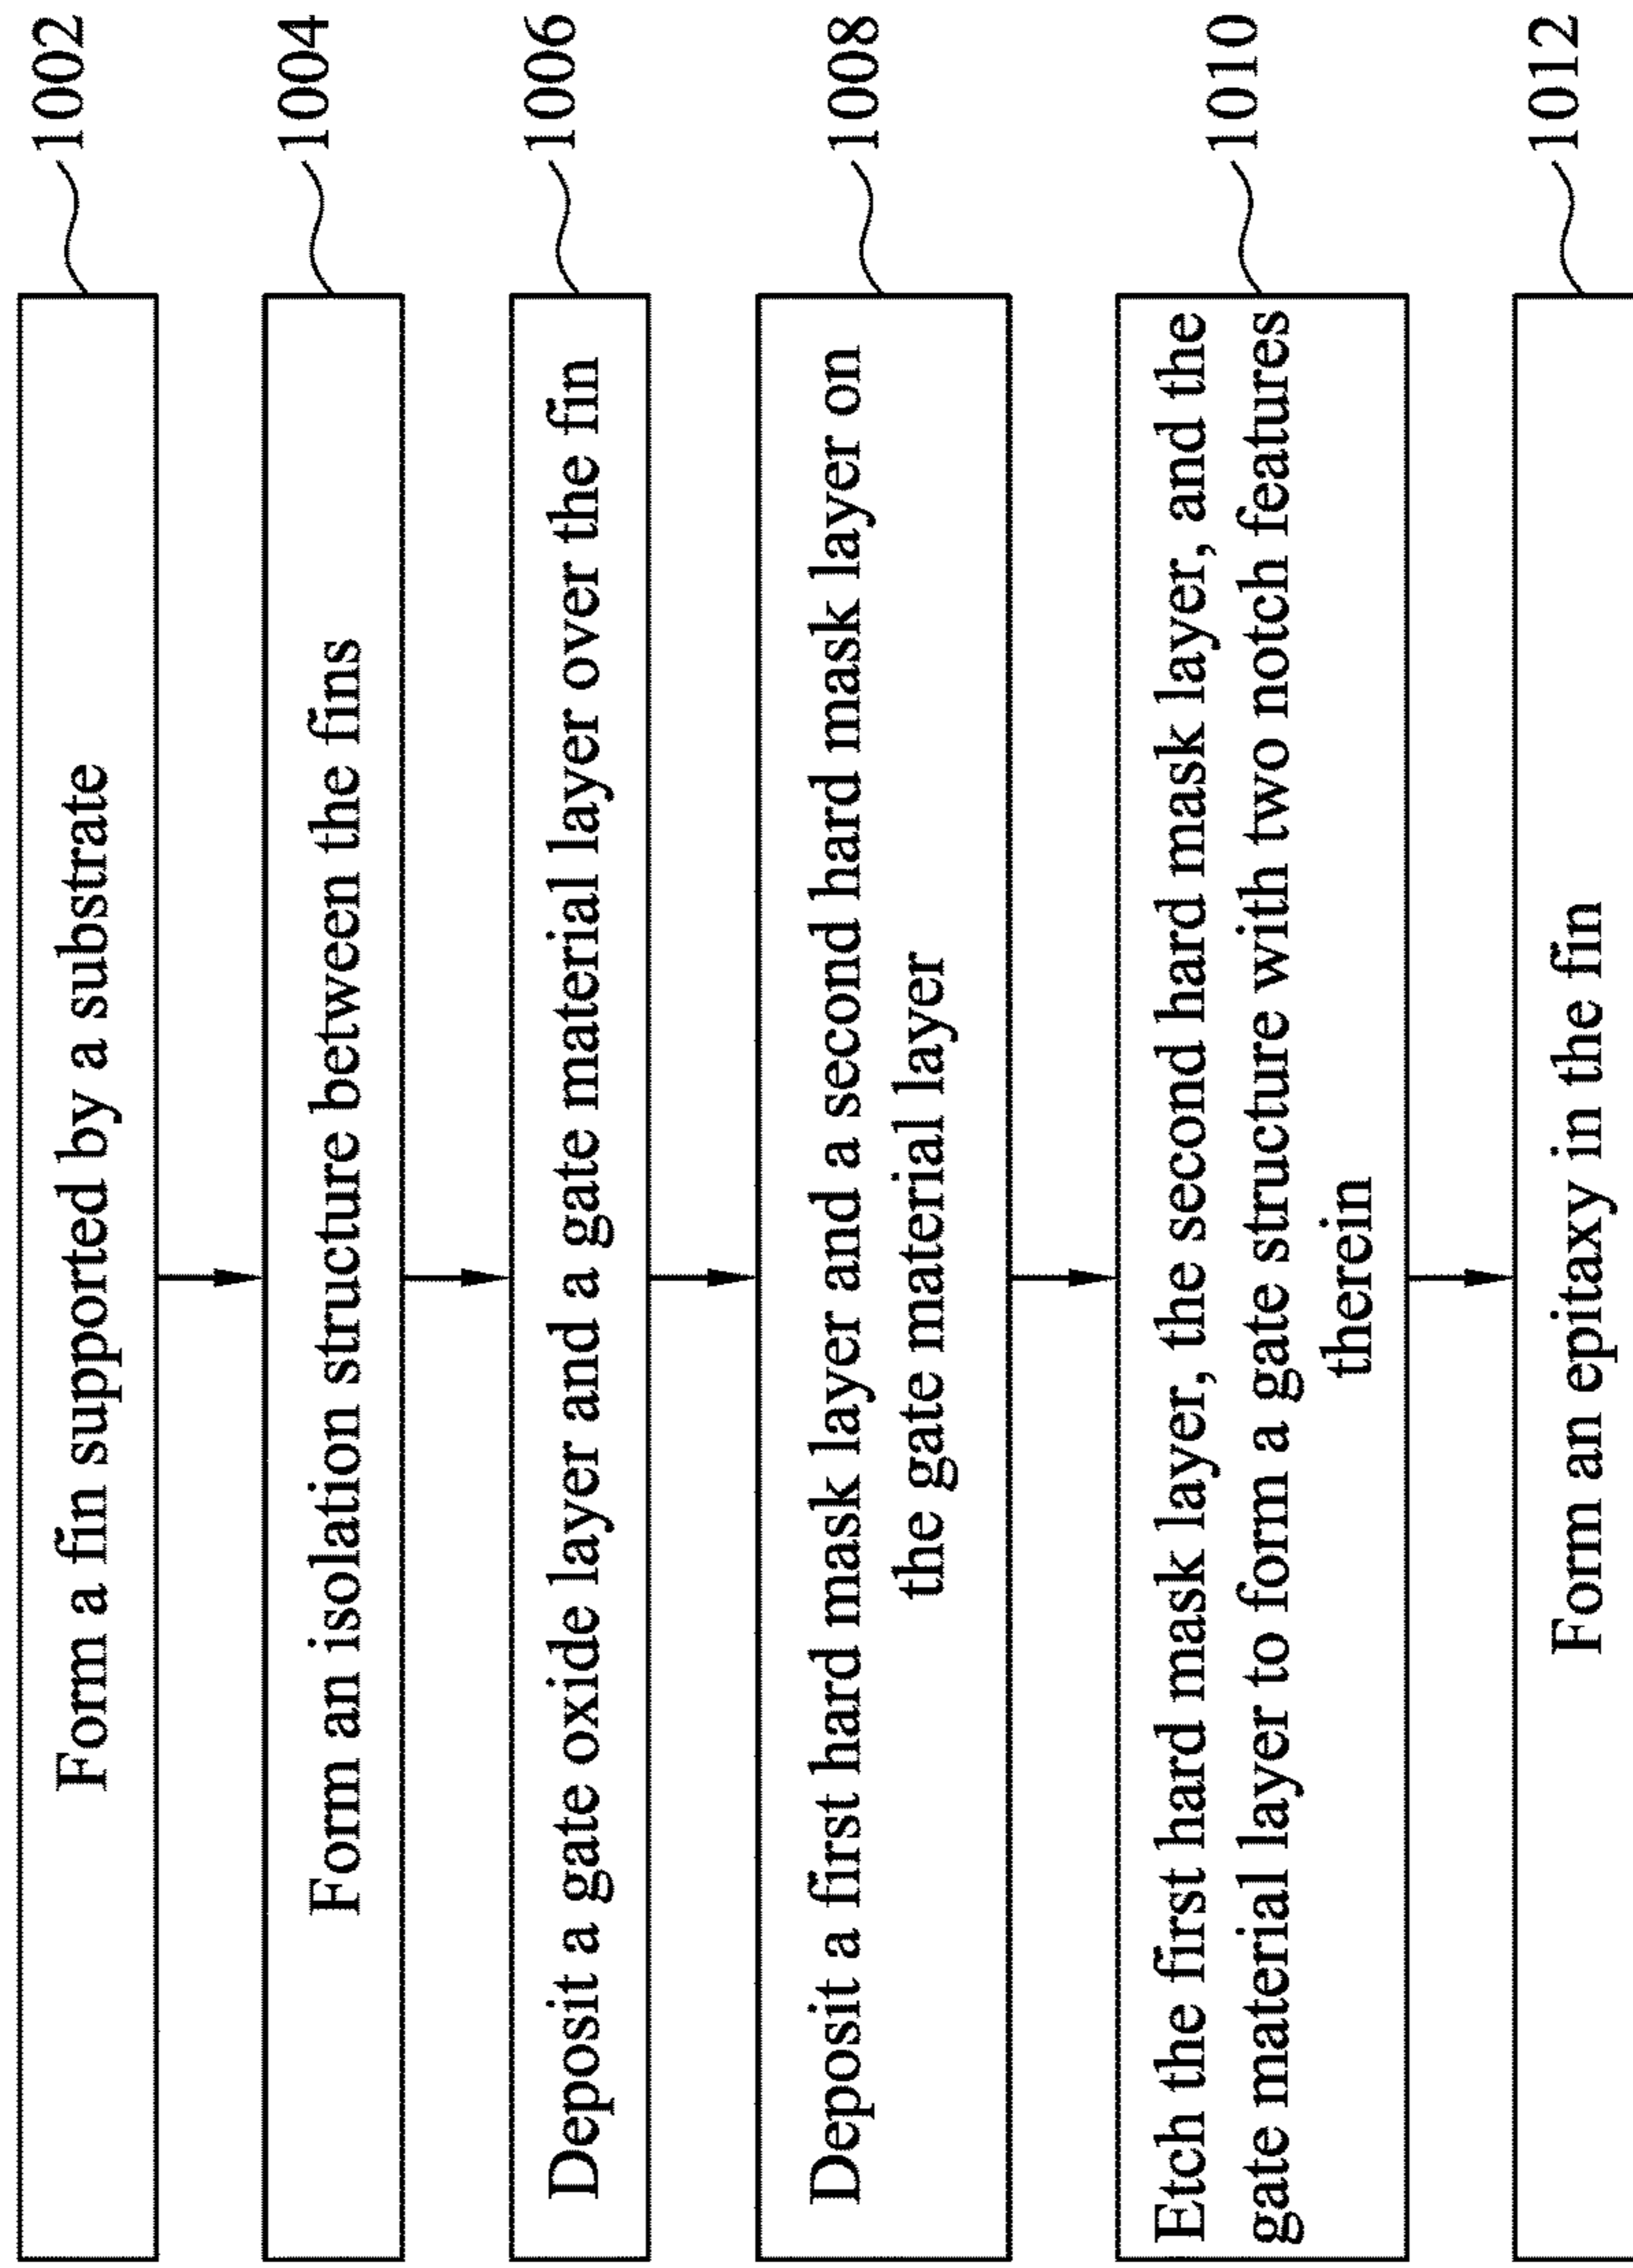 Form a fin supported by a substrate
1002
Form an isolation structure between the fins
1004
Deposit a gate oxide layer and a gate material layer over the fin
1006
Deposit a first hard mask layer and a second hard mask layer on
the gate material layer
1008
Etch the first hard mask layer, the second hard mask layer, and the
gate material layer to form a gate structure with two notch features
therein
1010
Form an epitaxy in the fin
1012